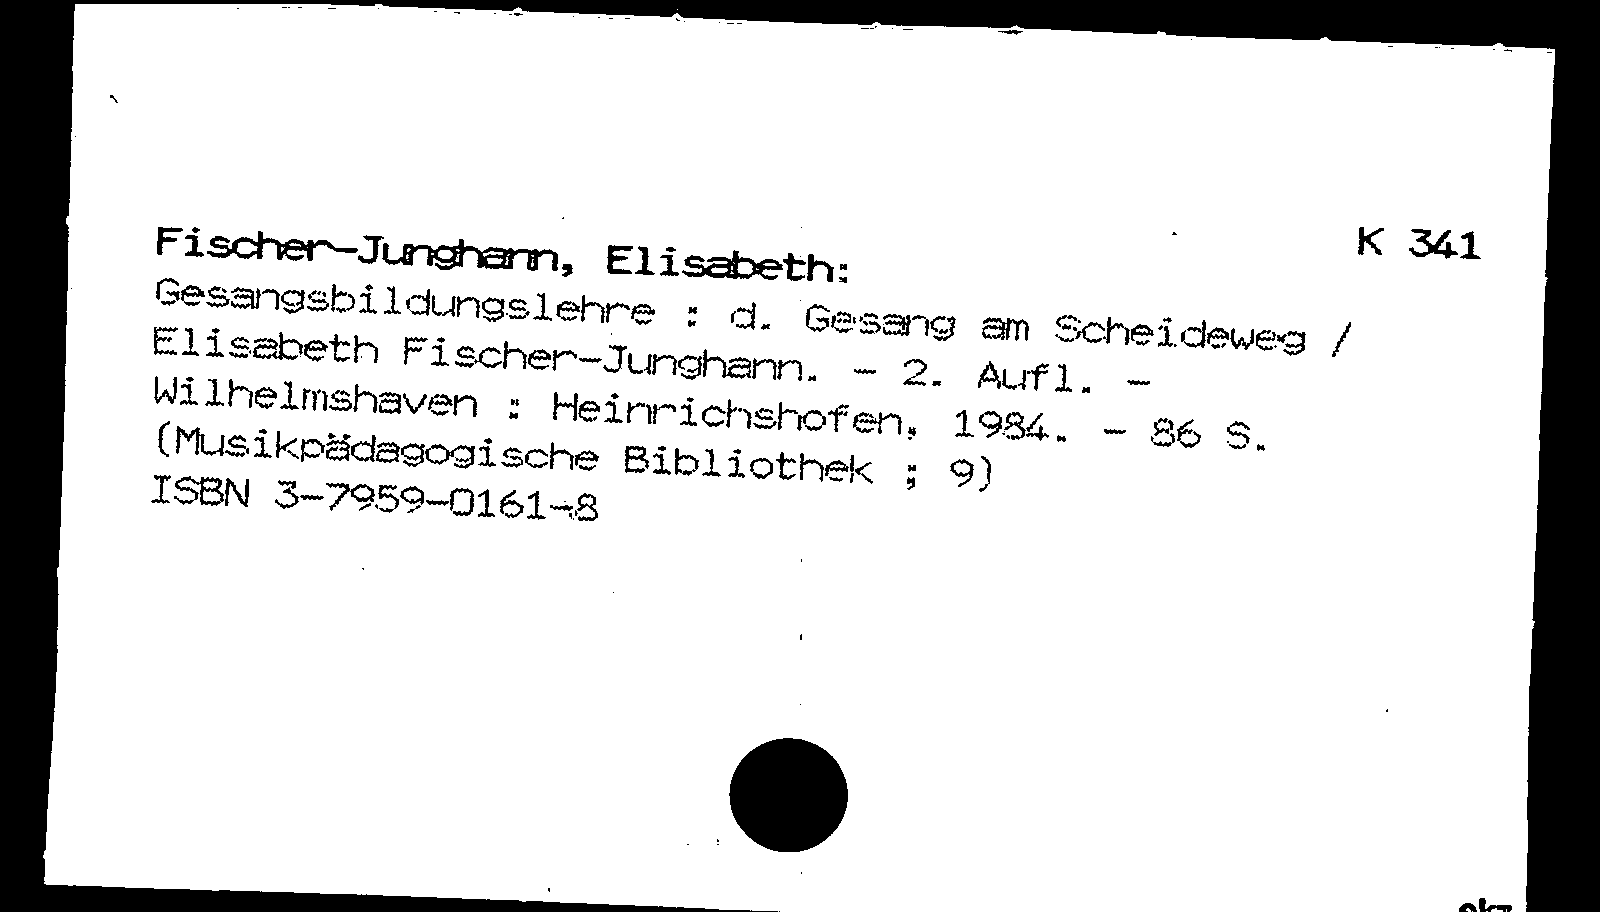 Fischer-Junghann, Elisabeth: K 341
Gesangsbildungslehre : d. Gesang am Scheideweg /
Elisabeth Fischer-Junghann. - 2. Aufl. -
Wilhelmshaven : Heinrichshofen, 1984. - 86 S.
(Musikpädagogische Bibliothek ; 9)
ISBN 3-7959-0161-8